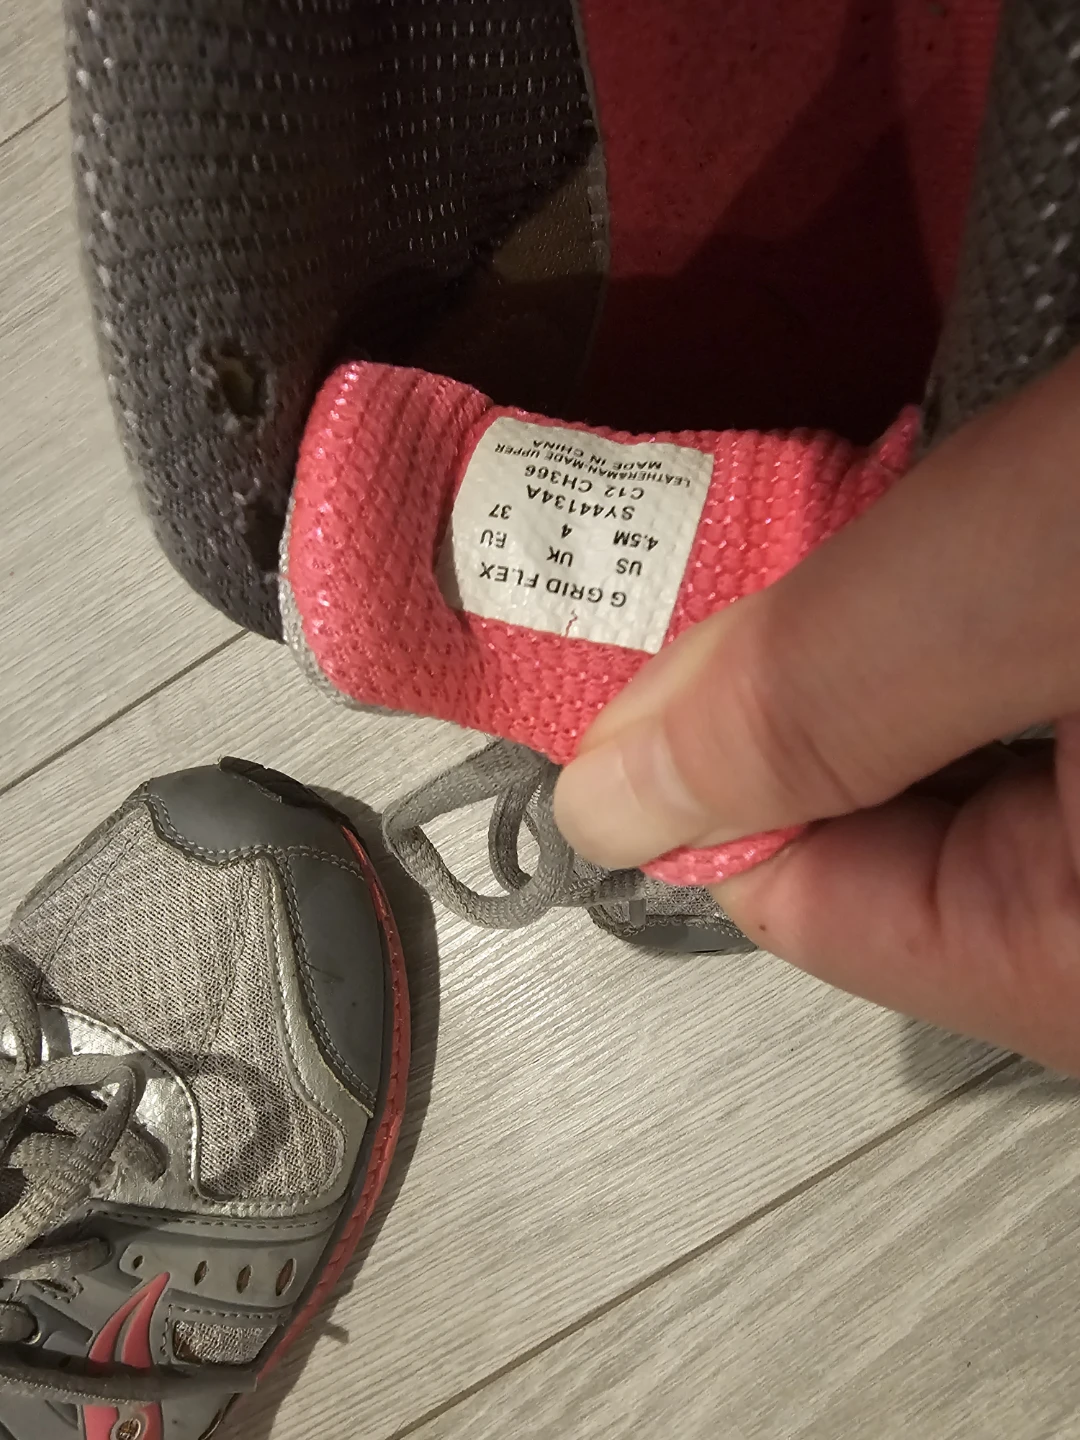 G GRID FLEX
US UK EU
4.5M 4 37
SY44134A
C12 CH366
LEATHER&MAN-MADE UPPER
MADE IN CHINA